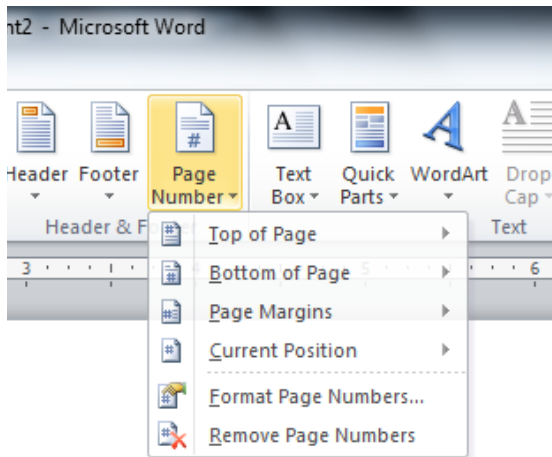 nt2 - Microsoft Word
Header Footer Page Number Text Box Quick Parts WordArt Drop Cap
Header & F Text
3 5 6
Top of Page
Bottom of Page
Page Margins
Current Position
Format Page Numbers...
Remove Page Numbers